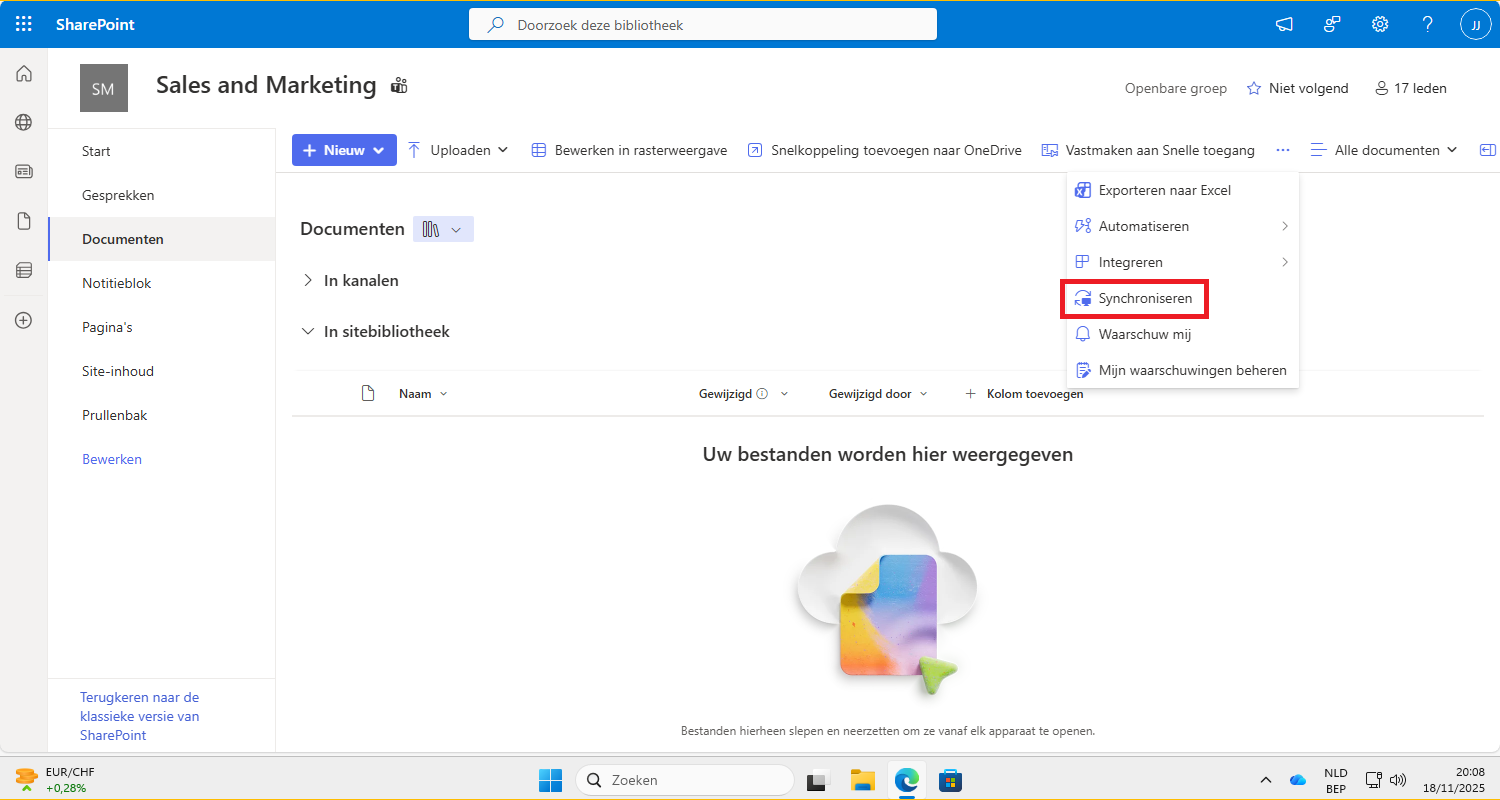 SharePoint
Doorzoek deze bibliotheek
JJ
SM
Sales and Marketing
Openbare groep
Niet volgend
17 leden
Start
Gesprekken
Documenten
Notitieblok
Pagina's
Site-inhoud
Prullenbak
Bewerken
Terugkeren naar de
klassieke versie van
SharePoint
Nieuw
Uploaden
Bewerken in rasterweergave
Snelkoppeling toevoegen naar OneDrive
Vastmaken aan Snelle toegang
Alle documenten
Exporteren naar Excel
Automatiseren
Integreren
Synchroniseren
Waarschuw mij
Mijn waarschuwingen beheren
Documenten
In kanalen
In sitebibliotheek
Naam
Gewijzigd
Gewijzigd door
Kolom toevoegen
Uw bestanden worden hier weergegeven
Bestanden hierheen slepen en neerzetten om ze vanaf elk apparaat te openen.
EUR/CHF
+0,28%
Zoeken
NLD
BEP
20:08
18/11/2025